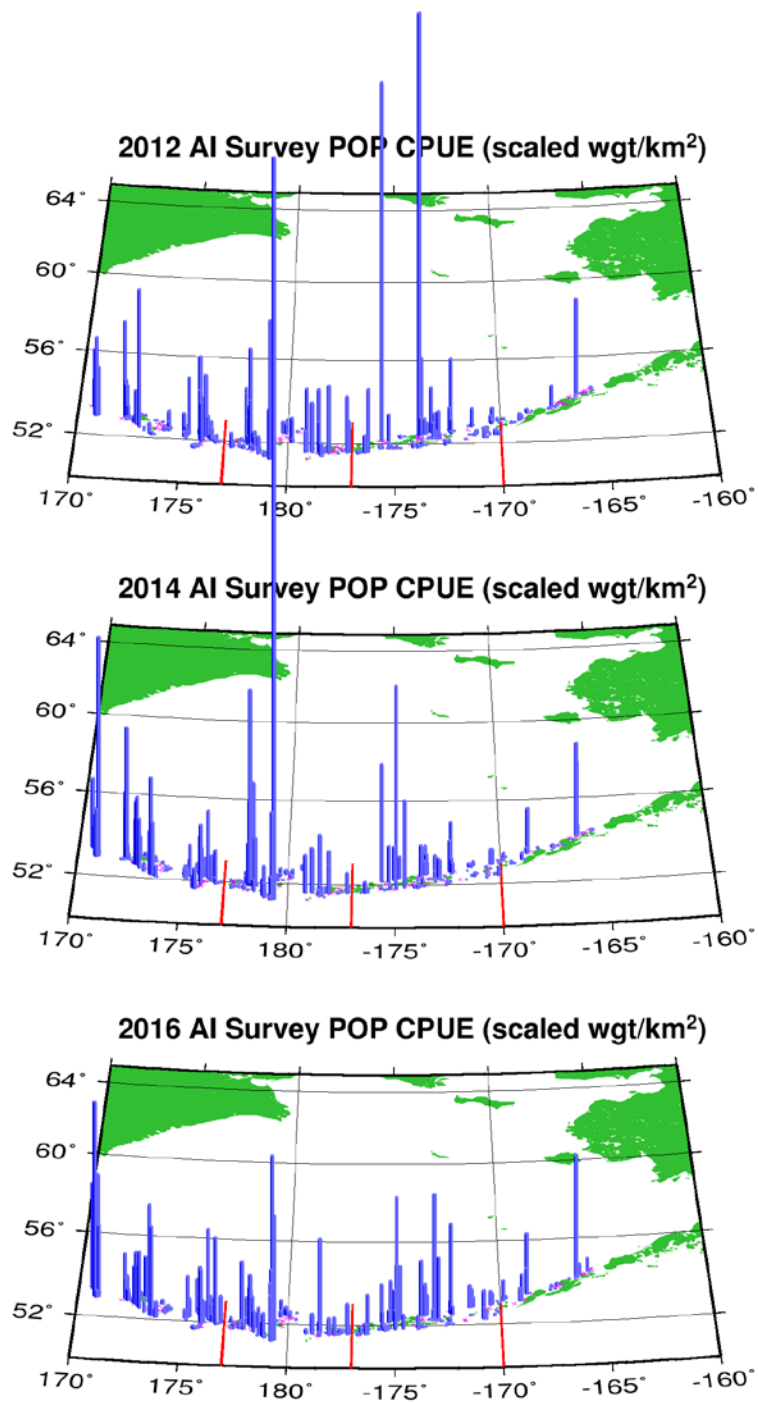 2012 AI Survey POP CPUE (scaled wgt/km²)
64°
60°
56°
52°
170° 175° 180° -175° -170° -165° -160°
2014 AI Survey POP CPUE (scaled wgt/km²)
64°
60°
56°
52°
170° 175° 180° -175° -170° -165° -160°
2016 AI Survey POP CPUE (scaled wgt/km²)
64°
60°
56°
52°
170° 175° 180° -175° -170° -165° -160°